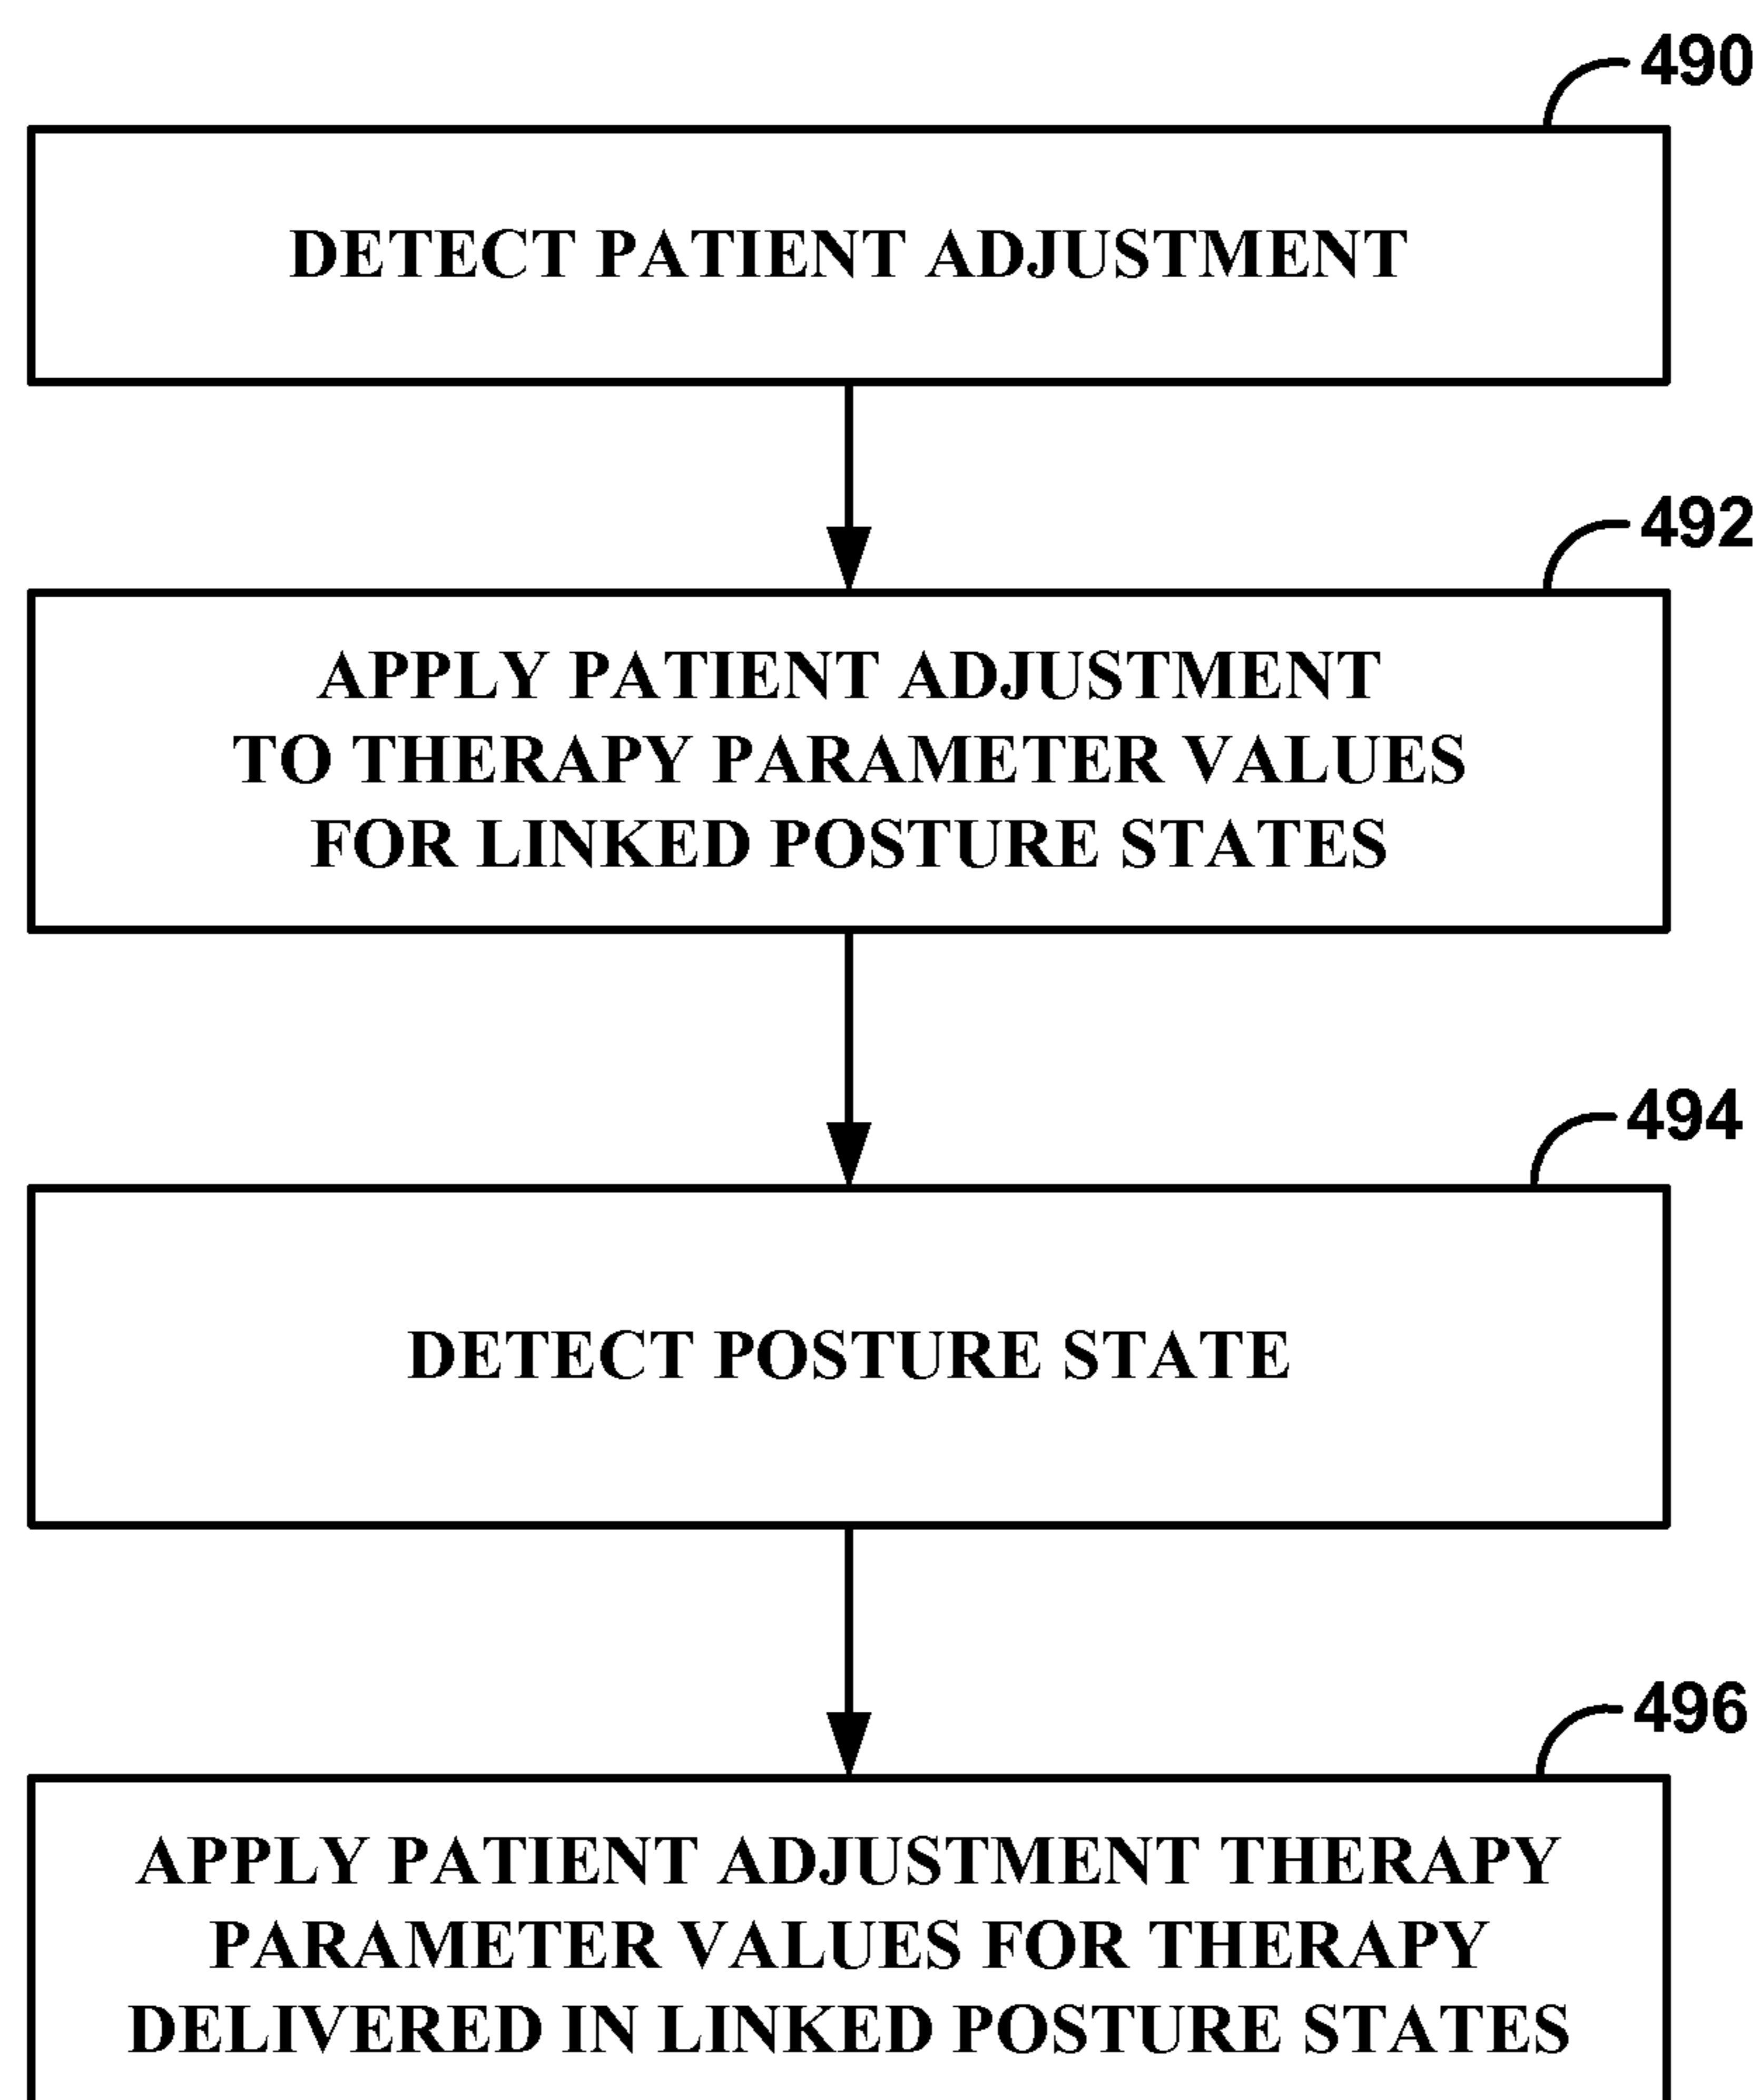 490
DETECT PATIENT ADJUSTMENT
492
APPLY PATIENT ADJUSTMENT
TO THERAPY PARAMETER VALUES
FOR LINKED POSTURE STATES
494
DETECT POSTURE STATE
496
APPLY PATIENT ADJUSTMENT THERAPY
PARAMETER VALUES FOR THERAPY
DELIVERED IN LINKED POSTURE STATES